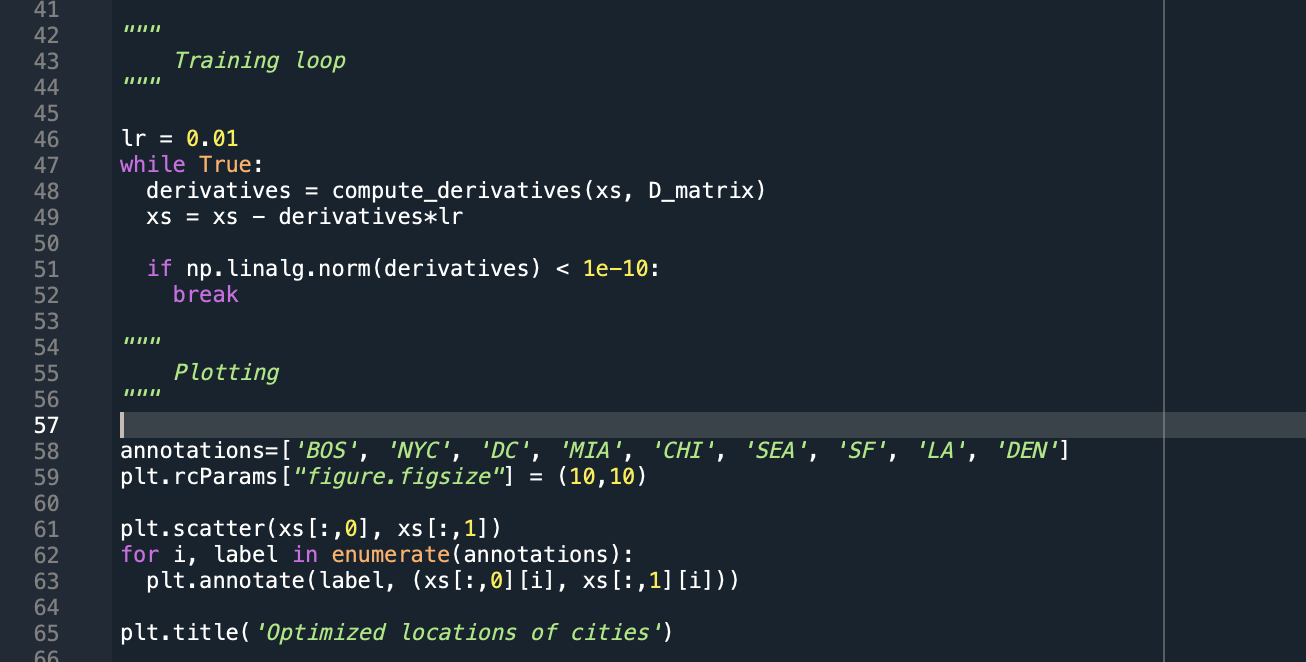 41
42 """
43     Training loop
44 """
45
46 lr = 0.01
47 while True:
48   derivatives = compute_derivatives(xs, D_matrix)
49   xs = xs - derivatives*lr
50
51   if np.linalg.norm(derivatives) < 1e-10:
52     break
53
54 """
55     Plotting
56 """
57
58 annotations=['BOS', 'NYC', 'DC', 'MIA', 'CHI', 'SEA', 'SF', 'LA', 'DEN']
59 plt.rcParams["figure.figsize"] = (10,10)
60
61 plt.scatter(xs[:,0], xs[:,1])
62 for i, label in enumerate(annotations):
63   plt.annotate(label, (xs[:,0][i], xs[:,1][i]))
64
65 plt.title('Optimized locations of cities')
66